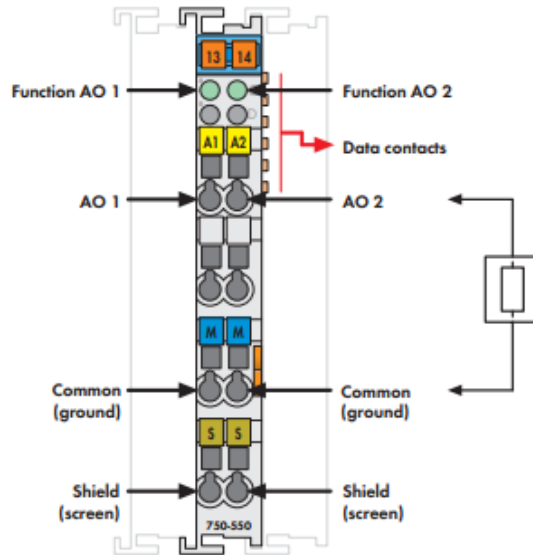 13 14
Function AO 1
Function AO 2
Data contacts
A1 A2
AO 1
AO 2
M M
Common
(ground)
Common
(ground)
S S
Shield
(screen)
Shield
(screen)
750-550